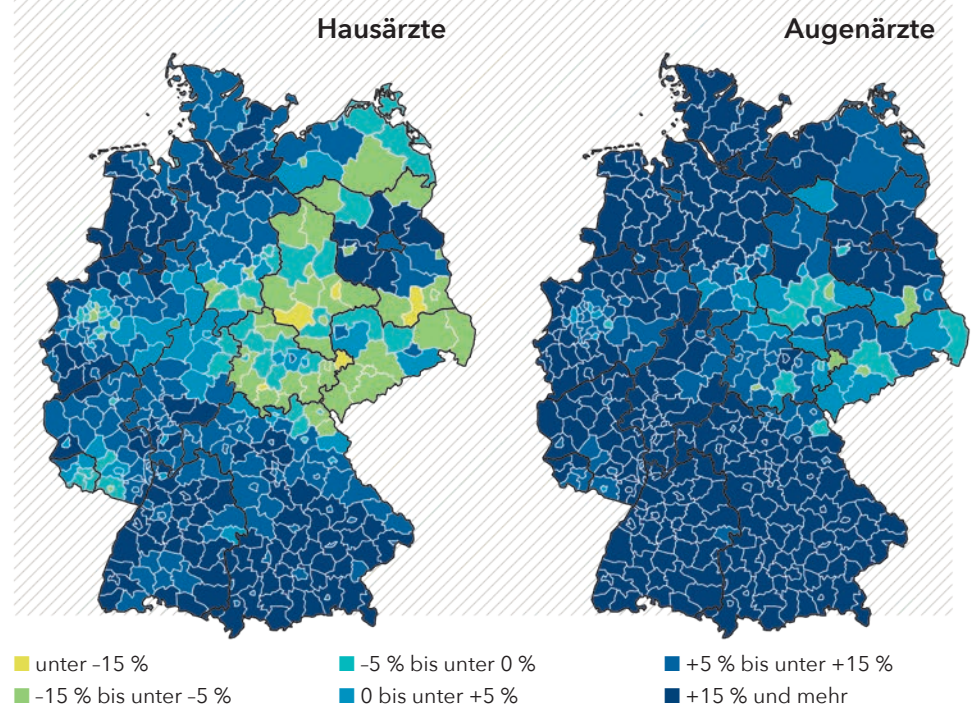 Hausärzte
Augenärzte
unter –15 %
–5 % bis unter 0 %
+5 % bis unter +15 %
–15 % bis unter –5 %
0 bis unter +5 %
+15 % und mehr